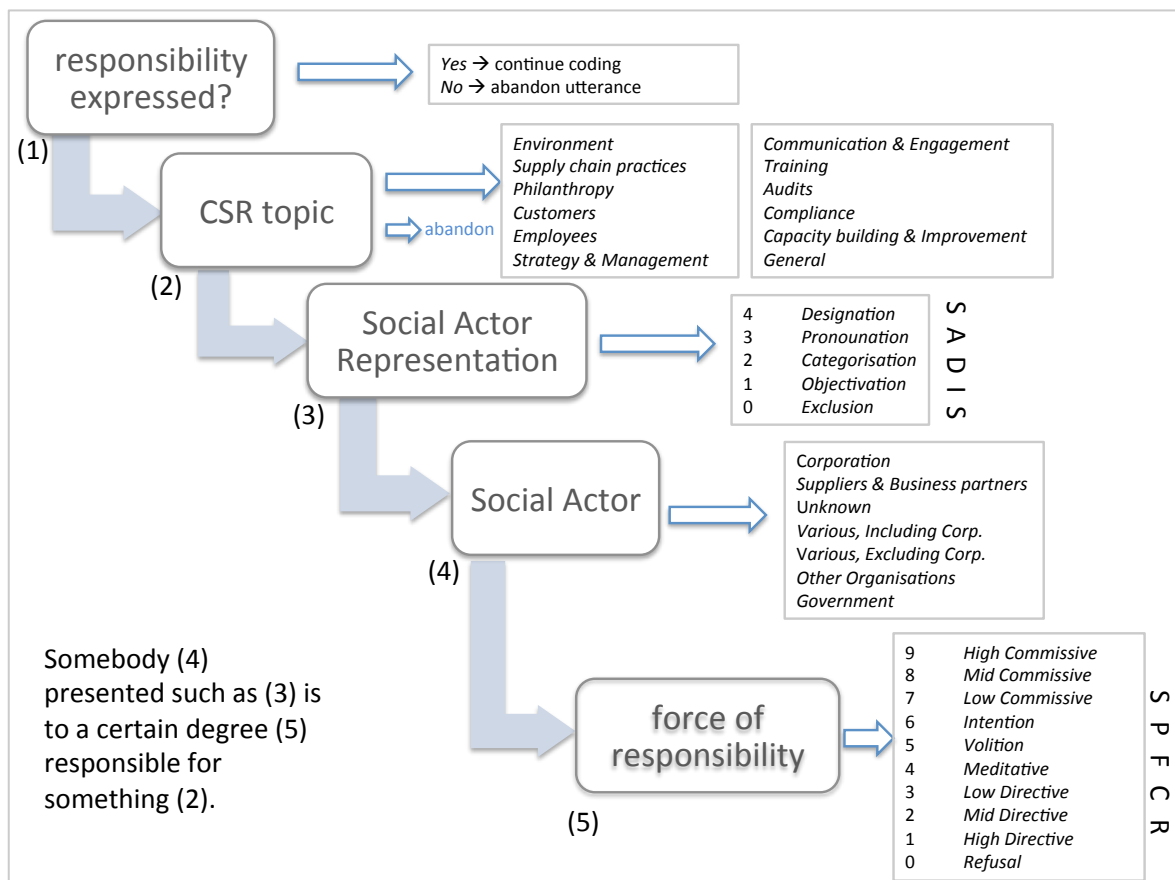 responsibility
expressed?
Yes → continue coding
No → abandon utterance
(1)
CSR topic
abandon
Environment
Supply chain practices
Philanthropy
Customers
Employees
Strategy & Management
Communication & Engagement
Training
Audits
Compliance
Capacity building & Improvement
General
(2)
Social Actor
Representation
4 Designation
3 Pronounation
2 Categorisation
1 Objectivation
0 Exclusion
SADIS
(3)
Social Actor
Corporation
Suppliers & Business partners
Unknown
Various, Including Corp.
Various, Excluding Corp.
Other Organisations
Government
(4)
force of
responsibility
9 High Commissive
8 Mid Commissive
7 Low Commissive
6 Intention
5 Volition
4 Meditative
3 Low Directive
2 Mid Directive
1 High Directive
0 Refusal
SPFCR
(5)
Somebody (4)
presented such as (3) is
to a certain degree (5)
responsible for
something (2).